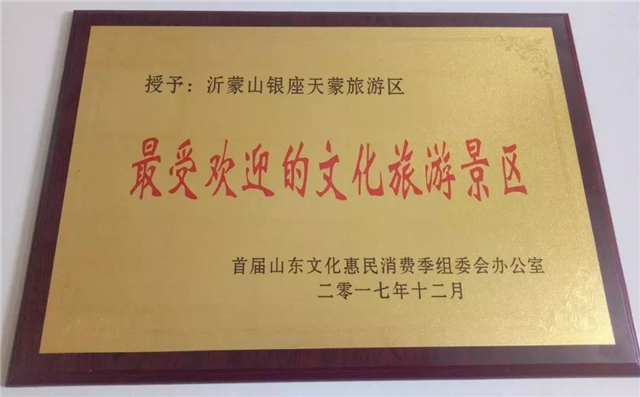 授予：沂蒙山银座天蒙旅游区
最受欢迎的文化旅游景区
首届山东文化惠民消费季组委会办公室
二零一七年十二月